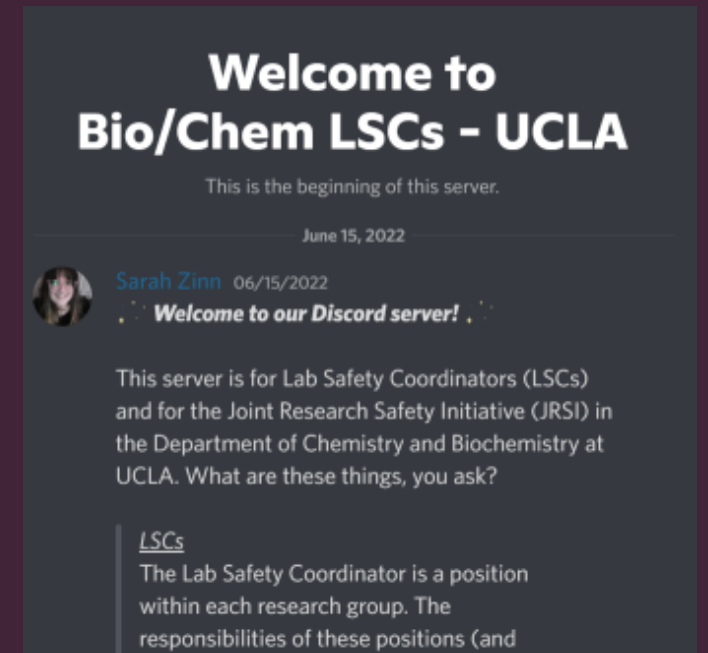 Welcome to
Bio/Chem LSCs - UCLA
This is the beginning of this server.
June 15, 2022
Sarah Zinn 06/15/2022
Welcome to our Discord server!
This server is for Lab Safety Coordinators (LSCs)
and for the Joint Research Safety Initiative (JRSI) in
the Department of Chemistry and Biochemistry at
UCLA. What are these things, you ask?
LSCs
The Lab Safety Coordinator is a position
within each research group. The
responsibilities of these positions (and